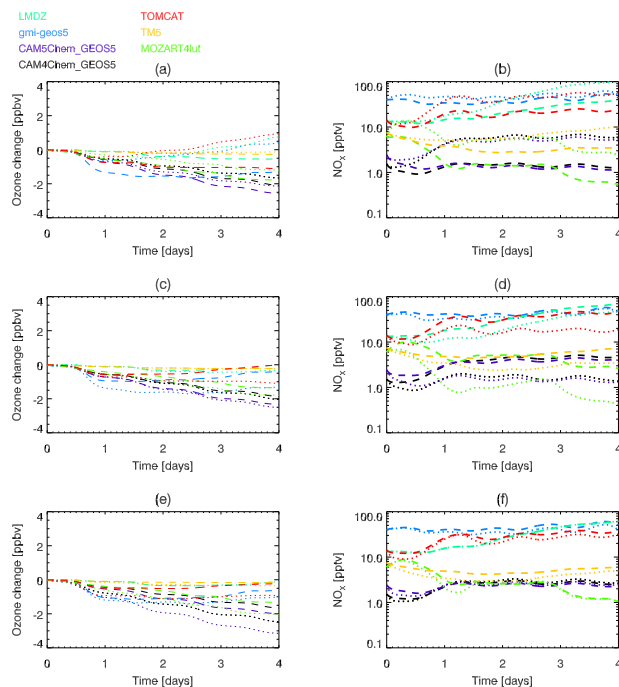 LMDZ TOMCAT
gmi-geos5 TM5
CAM5Chem_GEOS5 MOZART4luf
CAM4Chem_GEOS5
(a) (b)
Ozone change [ppbv]
4
2
0
-2
-4
0 1 2 3 4
Time [days]
NOx [pptv]
100.0
10.0
1.0
0.1
0 1 2 3 4
Time [days]
(c) (d)
Ozone change [ppbv]
4
2
0
-2
-4
0 1 2 3 4
Time [days]
NOx [pptv]
100.0
10.0
1.0
0.1
0 1 2 3 4
Time [days]
(e) (f)
Ozone change [ppbv]
4
2
0
-2
-4
0 1 2 3 4
Time [days]
NOx [pptv]
100.0
10.0
1.0
0.1
0 1 2 3 4
Time [days]